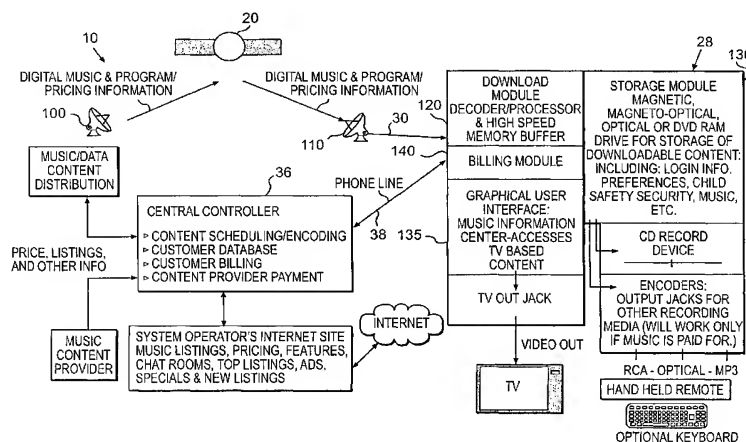 10
20
DIGITAL MUSIC & PROGRAM/
PRICING INFORMATION
DIGITAL MUSIC & PROGRAM/
PRICING INFORMATION
100
110
30
MUSIC/DATA
CONTENT
DISTRIBUTION
36
CENTRAL CONTROLLER
▹ CONTENT SCHEDULING/ENCODING
▹ CUSTOMER DATABASE
▹ CUSTOMER BILLING
▹ CONTENT PROVIDER PAYMENT
PHONE LINE
38
PRICE, LISTINGS,
AND OTHER INFO
MUSIC CONTENT
PROVIDER
SYSTEM OPERATOR'S INTERNET SITE
MUSIC LISTINGS, PRICING, FEATURES,
CHAT ROOMS, TOP LISTINGS, ADS,
SPECIALS & NEW LISTINGS
INTERNET
120
140
135
DOWNLOAD
MODULE
DECODER/PROCESSOR
& HIGH SPEED
MEMORY BUFFER
BILLING MODULE
GRAPHICAL USER
INTERFACE:
MUSIC INFORMATION
CENTER-ACCESSES
TV BASED
CONTENT
TV OUT JACK
VIDEO OUT
TV
28
130
STORAGE MODULE
MAGNETIC,
MAGNETO-OPTICAL,
OPTICAL OR DVD RAM
DRIVE FOR STORAGE OF
DOWNLOADABLE CONTENT:
INCLUDING: LOGIN INFO.
PREFERENCES, CHILD
SAFETY SECURITY, MUSIC,
ETC.
CD RECORD
DEVICE
ENCODERS:
OUTPUT JACKS FOR
OTHER RECORDING
MEDIA (WILL WORK ONLY
IF MUSIC IS PAID FOR.)
RCA - OPTICAL - MP3
HAND HELD REMOTE
OPTIONAL KEYBOARD